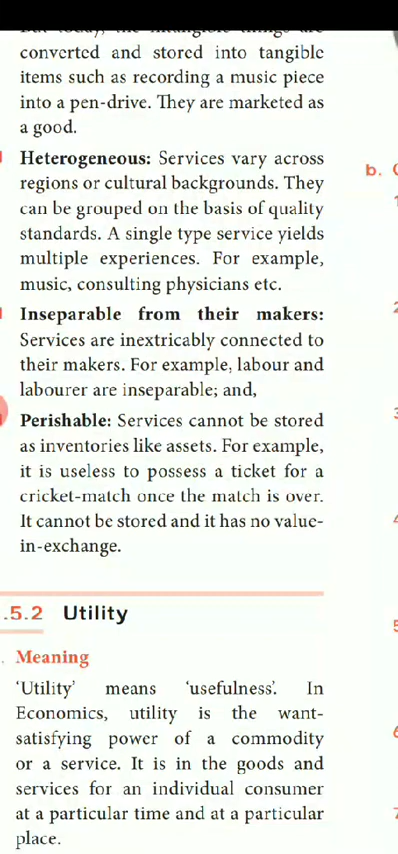 But today, the intangible things are
converted and stored into tangible
items such as recording a music piece
into a pen-drive. They are marketed as
a good.
Heterogeneous: Services vary across
regions or cultural backgrounds. They
can be grouped on the basis of quality
standards. A single type service yields
multiple experiences. For example,
music, consulting physicians etc.
Inseparable from their makers:
Services are inextricably connected to
their makers. For example, labour and
labourer are inseparable; and,
Perishable: Services cannot be stored
as inventories like assets. For example,
it is useless to possess a ticket for a
cricket-match once the match is over.
It cannot be stored and it has no value-
in-exchange.
.5.2 Utility
. Meaning
‘Utility’ means ‘usefulness’. In
Economics, utility is the want-
satisfying power of a commodity
or a service. It is in the goods and
services for an individual consumer
at a particular time and at a particular
place.
b.